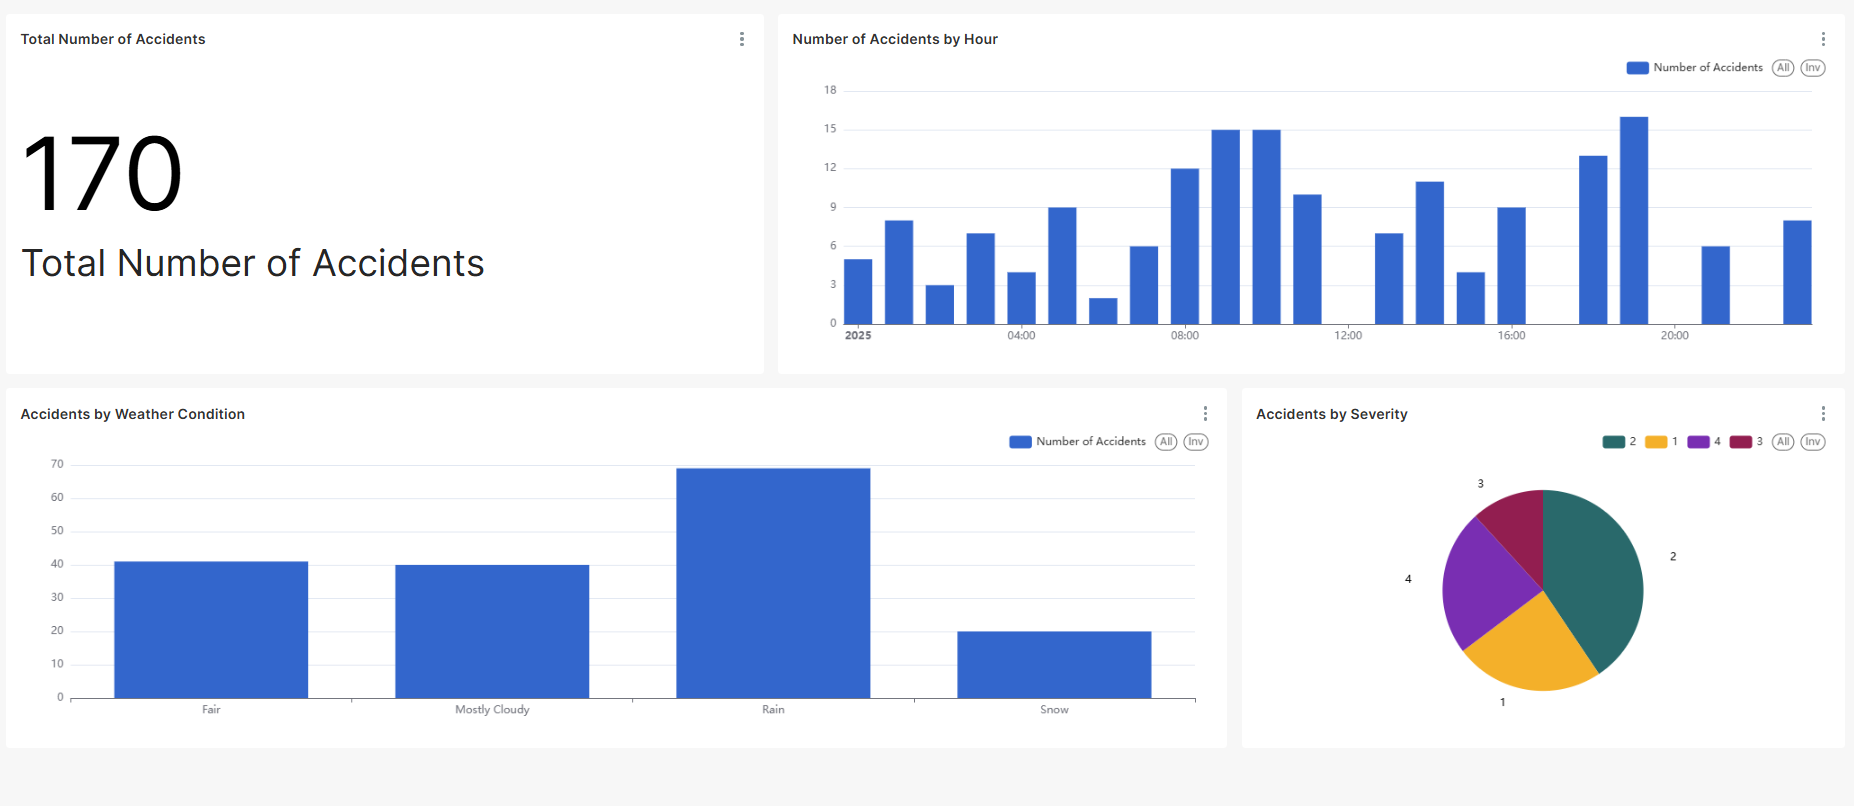 Total Number of Accidents
170
Total Number of Accidents
Number of Accidents by Hour
Number of Accidents All Inv
18
15
12
9
6
3
0
2025 04:00 08:00 12:00 16:00 20:00
Accidents by Weather Condition
Number of Accidents All Inv
70
60
50
40
30
20
10
0
Fair Mostly Cloudy Rain Snow
Accidents by Severity
2 1 4 3 All Inv
3
2
4
1